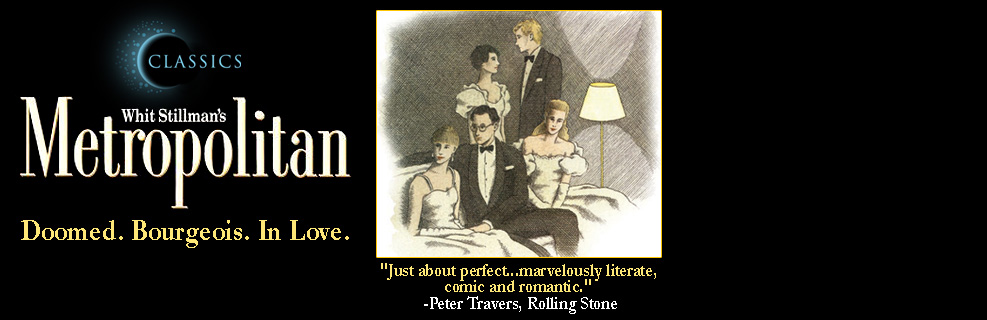 CLASSICS
Whit Stillman's
Metropolitan
Doomed. Bourgeois. In Love.
"Just about perfect...marvelously literate,
comic and romantic."
-Peter Travers, Rolling Stone